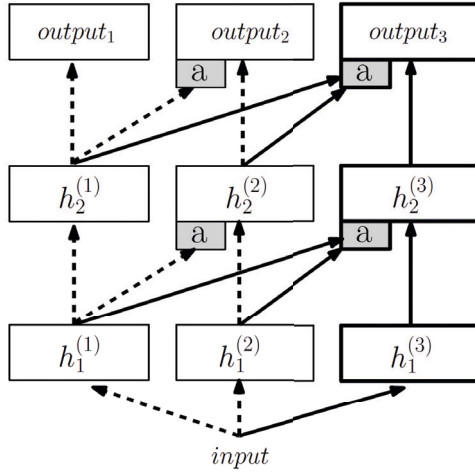 output₁ output₂ output₃
a a
h₂⁽¹⁾ h₂⁽²⁾ h₂⁽³⁾
a a
h₁⁽¹⁾ h₁⁽²⁾ h₁⁽³⁾
input